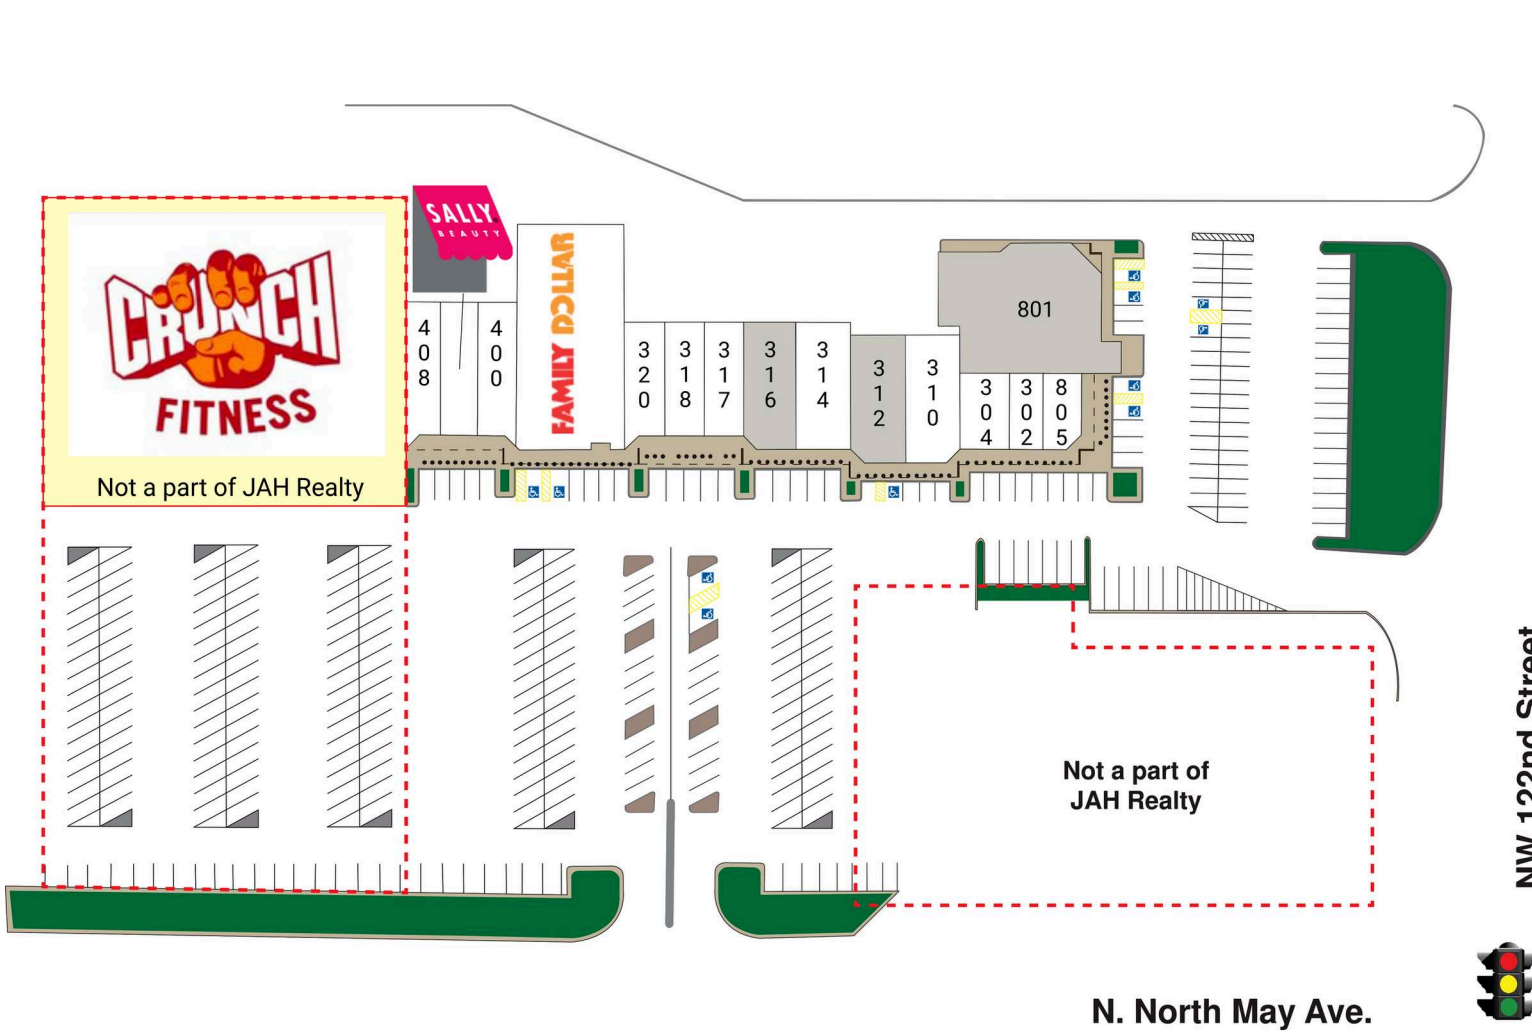 SALLY
BEAUTY
CRUNCH
FITNESS
Not a part of JAH Realty
408
400
FAMILY DOLLAR
320
318
317
316
314
312
310
801
304
302
805
Not a part of
JAH Realty
NW 122nd Street
N. North May Ave.